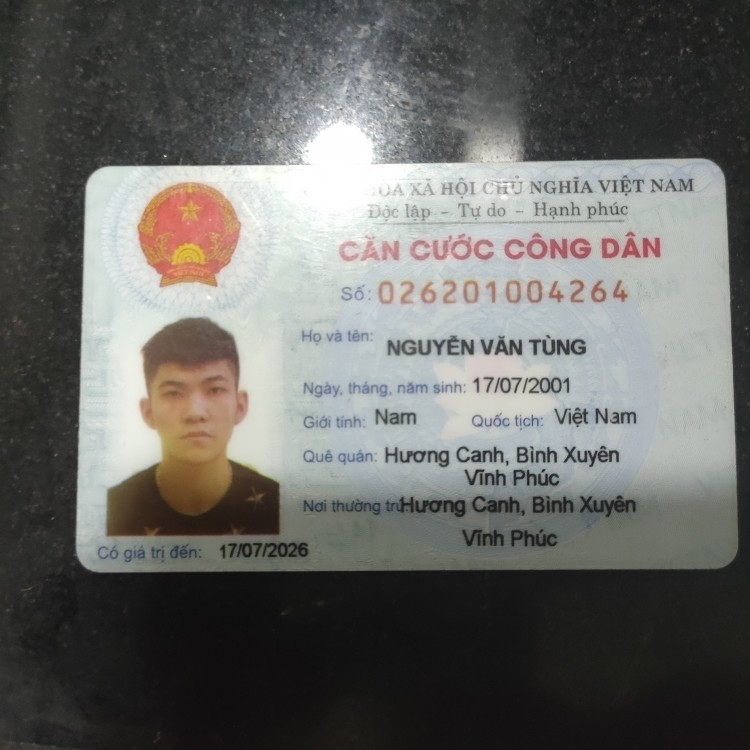 HÒA XÃ HỘI CHỦ NGHĨA VIỆT NAM
Độc lập - Tự do - Hạnh phúc
CĂN CƯỚC CÔNG DÂN
Số: 026201004264
Họ và tên: NGUYỄN VĂN TÙNG
Ngày, tháng, năm sinh: 17/07/2001
Giới tính: Nam Quốc tịch: Việt Nam
Quê quán: Hương Canh, Bình Xuyên
Vĩnh Phúc
Nơi thường trú: Hương Canh, Bình Xuyên
Vĩnh Phúc
Có giá trị đến: 17/07/2026